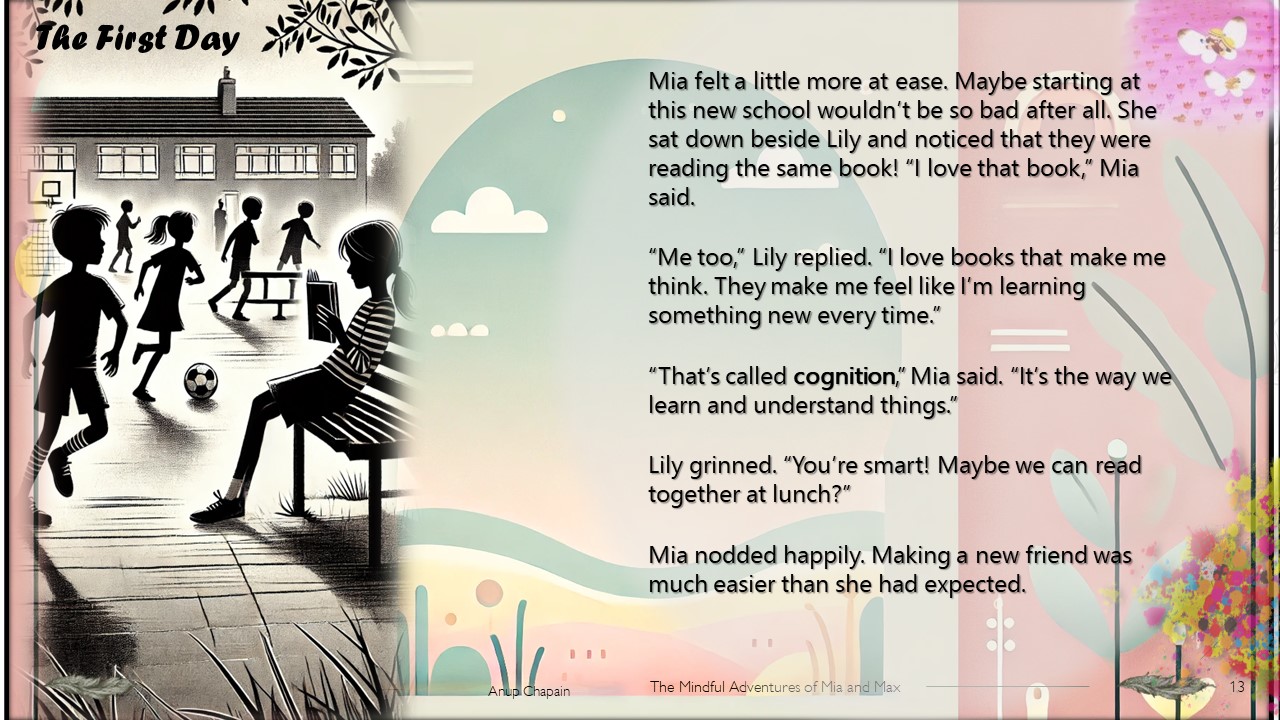 The First Day
Mia felt a little more at ease. Maybe starting at
this new school wouldn’t be so bad after all. She
sat down beside Lily and noticed that they were
reading the same book! “I love that book,” Mia
said.
“Me too,” Lily replied. “I love books that make me
think. They make me feel like I’m learning
something new every time.”
“That’s called cognition,” Mia said. “It’s the way we
learn and understand things.”
Lily grinned. “You’re smart! Maybe we can read
together at lunch?”
Mia nodded happily. Making a new friend was
much easier than she had expected.
Anup Chapain
The Mindful Adventures of Mia and Max
13